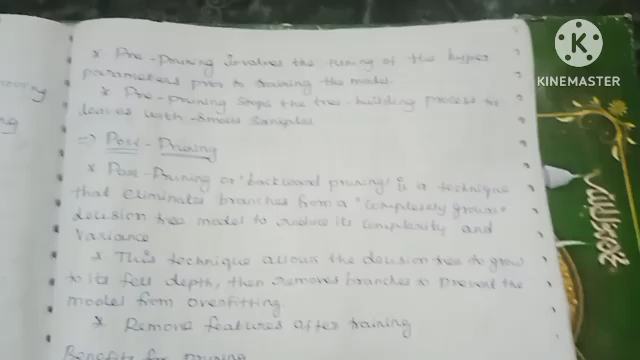 * Pre-Pruning Involves the tuning of the hyper
parameters prior to training the model.
* Pre-Pruning stops the tree-building process to
leaves with small samples
⇒ Post-Pruning
* Post-Pruning or 'backward pruning' is a technique
that eliminates branches from a "completely grown"
decision tree model to reduce its complexity and
variance
* This technique allows the decision tree to grow
to its full depth, then removes branches to prevent the
model from overfitting.
* Remove features after training
Benefits for pruning
KINEMASTER